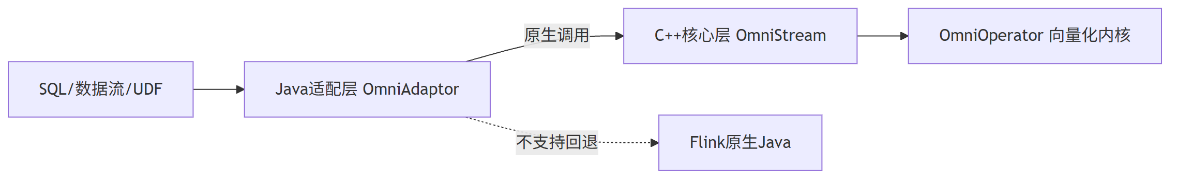 SQL/数据流/UDF
Java适配层 OmniAdaptor
原生调用
C++核心层 OmniStream
OmniOperator 向量化内核
不支持回退
Flink原生Java